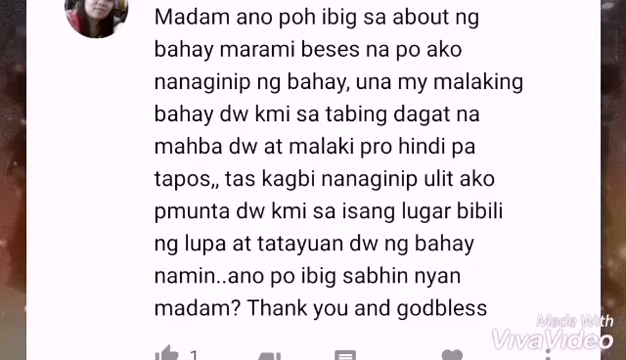 Madam ano poh ibig sa about ng
bahay marami beses na po ako
nanaginip ng bahay, una my malaking
bahay dw kmi sa tabing dagat na
mahba dw at malaki pro hindi pa
tapos,, tas kagbi nanaginip ulit ako
pmunta dw kmi sa isang lugar bibili
ng lupa at tatayuan dw ng bahay
namin..ano po ibig sabhin nyan
madam? Thank you and godbless
1
Made With
VivaVideo